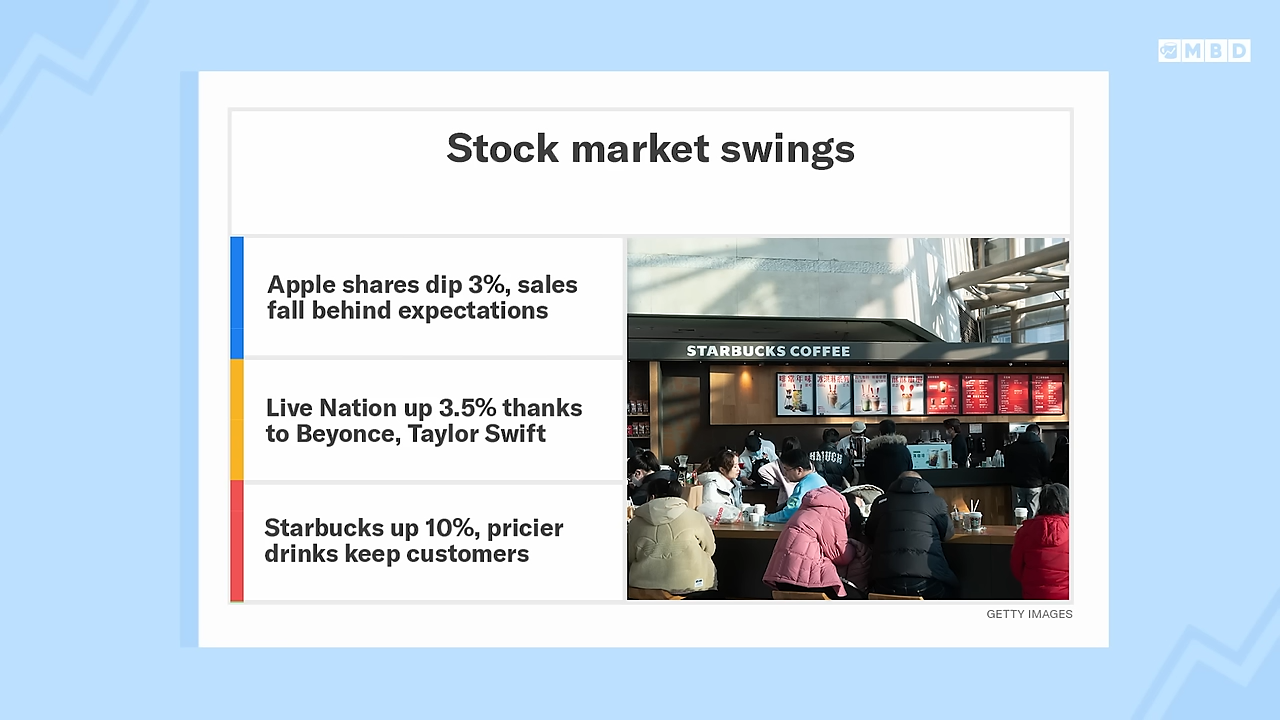 MBD
Stock market swings
Apple shares dip 3%, sales
fall behind expectations
Live Nation up 3.5% thanks
to Beyonce, Taylor Swift
Starbucks up 10%, pricier
drinks keep customers
STARBUCKS COFFEE
GETTY IMAGES